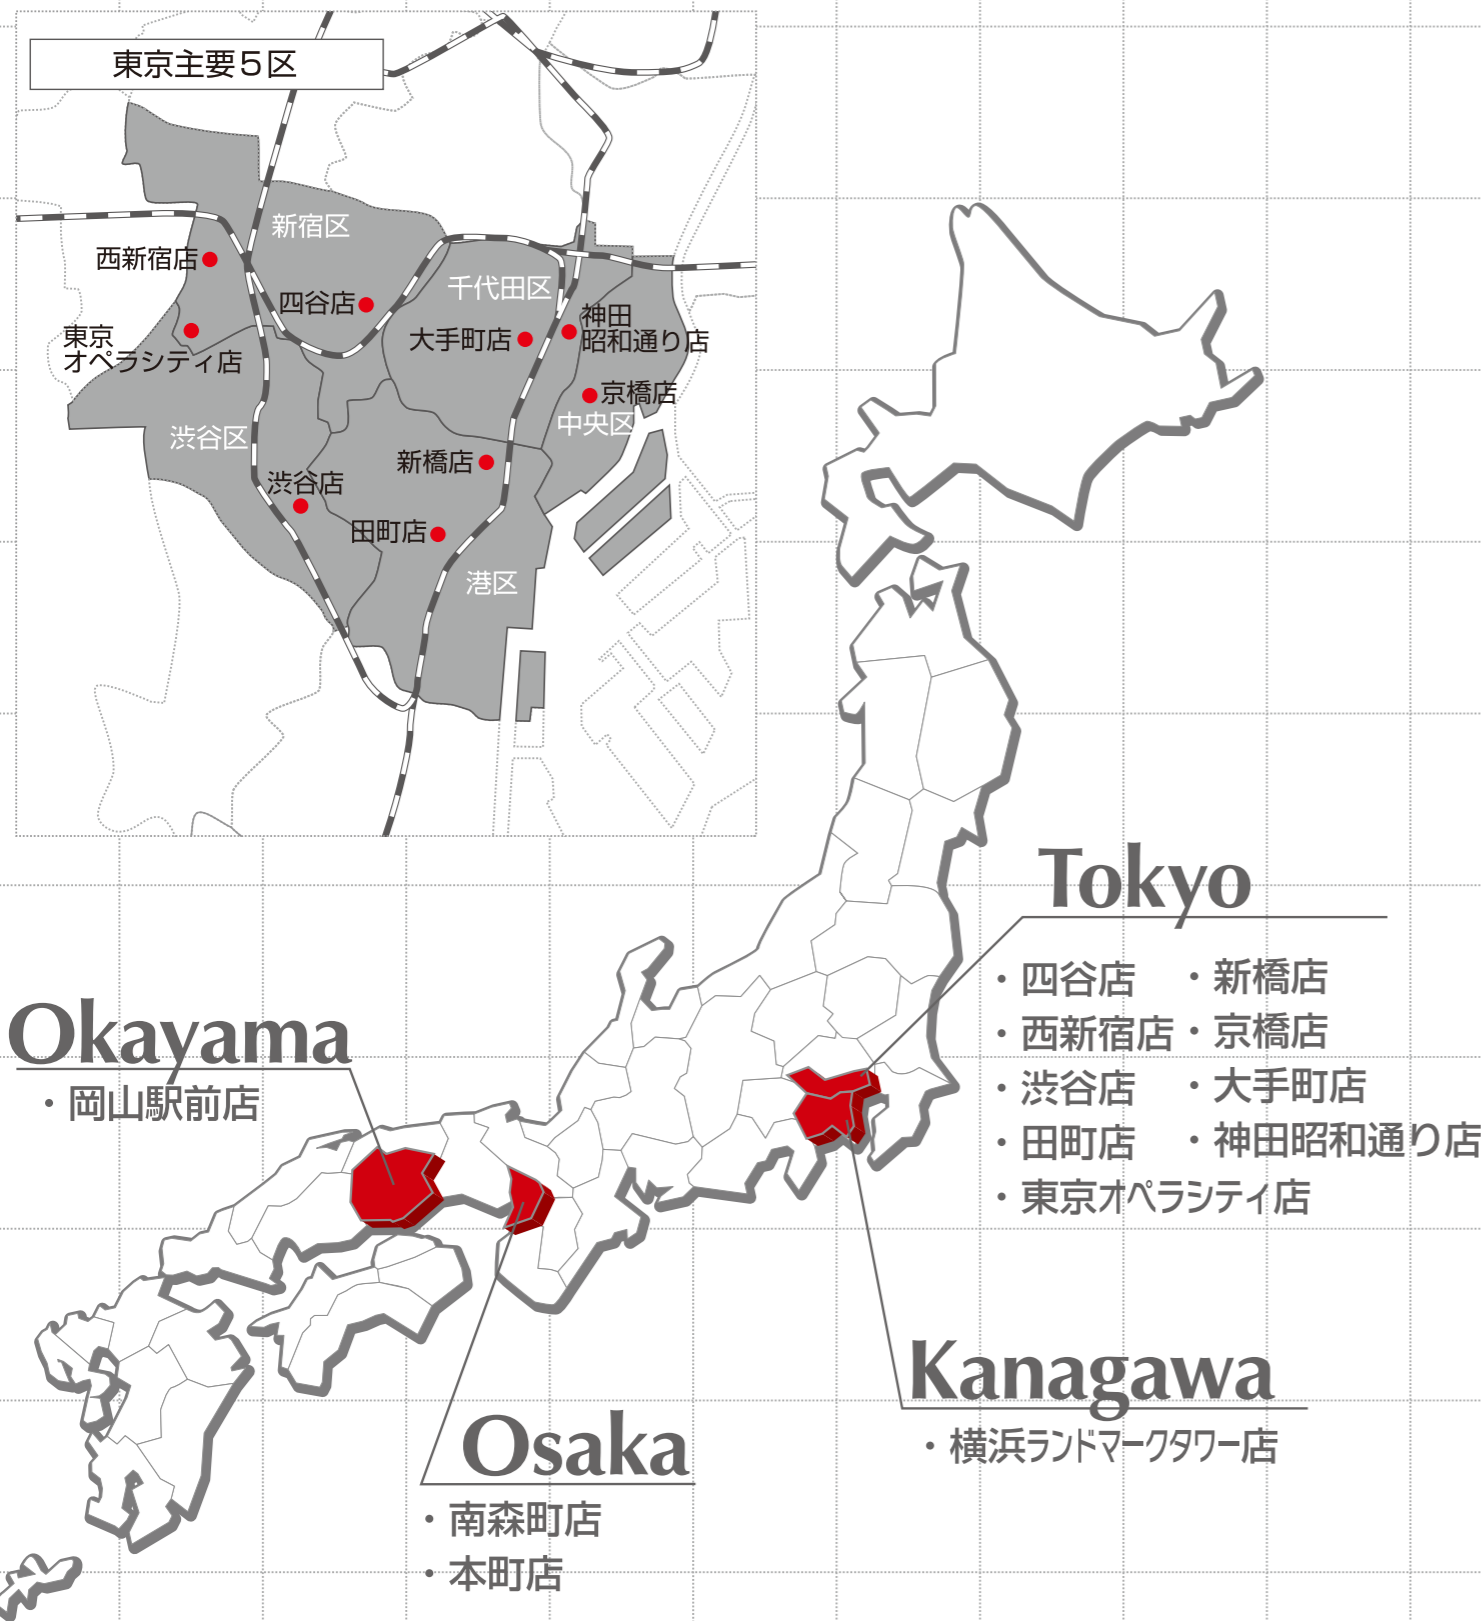 東京主要５区
新宿区
西新宿店
四谷店
千代田区
神田
昭和通り店
大手町店
東京
オペラシティ店
京橋店
中央区
渋谷区
新橋店
渋谷店
田町店
港区
Tokyo
・四谷店
・新橋店
・西新宿店
・京橋店
・渋谷店
・大手町店
・田町店
・神田昭和通り店
・東京オペラシティ店
Okayama
・岡山駅前店
Kanagawa
・横浜ランドマークタワー店
Osaka
・南森町店
・本町店